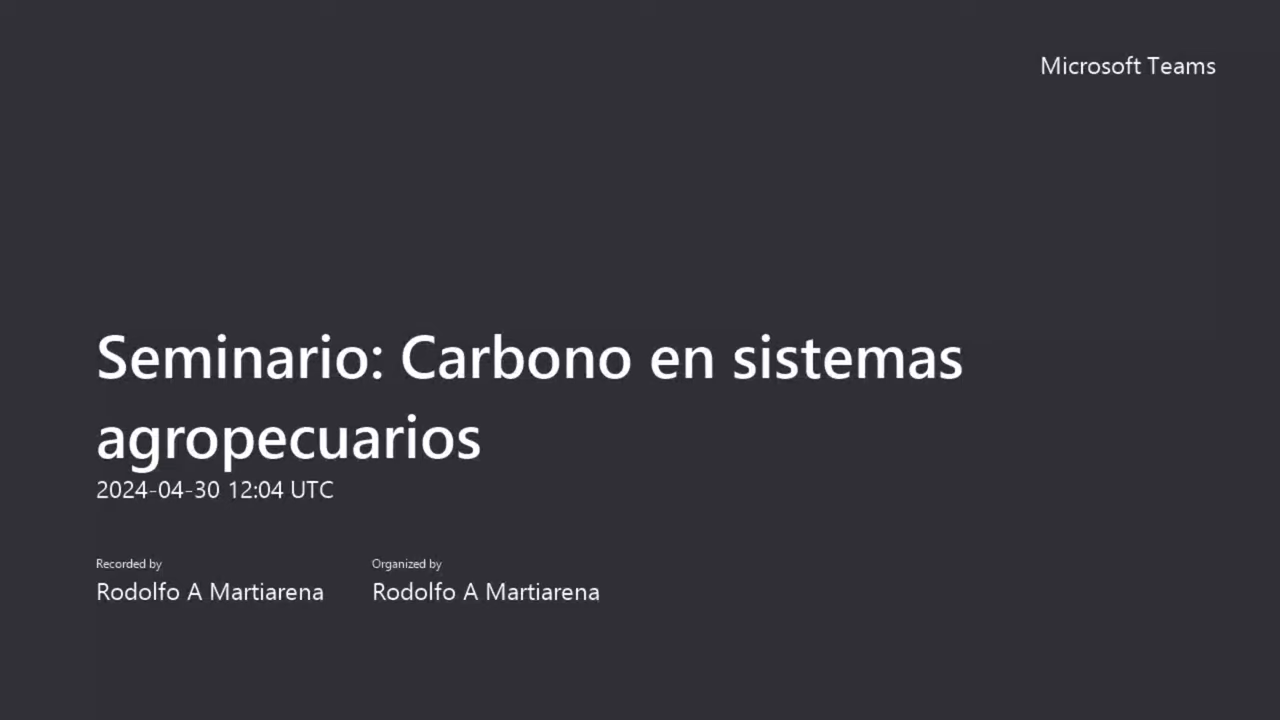 Microsoft Teams
Seminario: Carbono en sistemas
agropecuarios
2024-04-30 12:04 UTC
Recorded by
Rodolfo A Martiarena
Organized by
Rodolfo A Martiarena